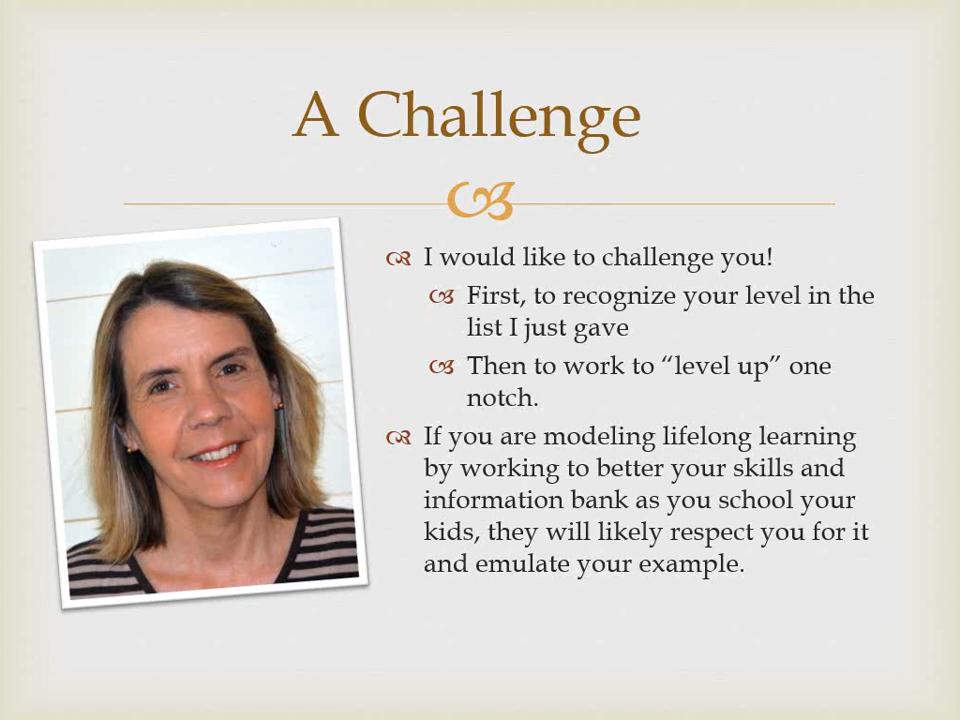 A Challenge
I would like to challenge you!
First, to recognize your level in the
list I just gave
Then to work to “level up” one
notch.
If you are modeling lifelong learning
by working to better your skills and
information bank as you school your
kids, they will likely respect you for it
and emulate your example.